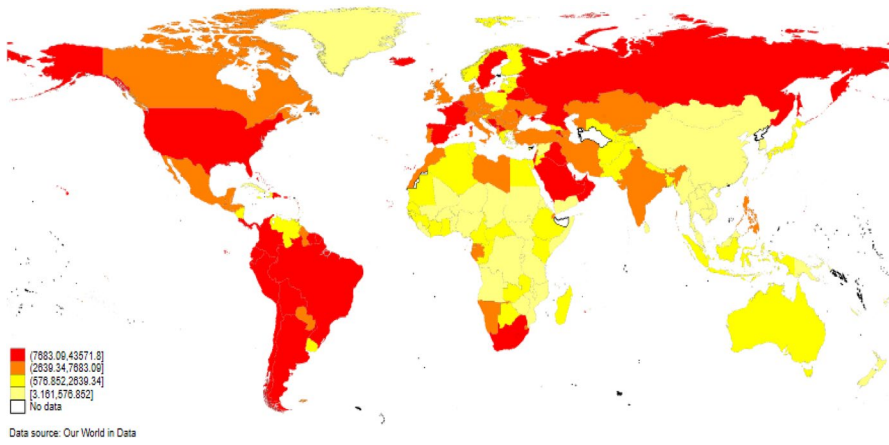 (7683.09,43571.8]
(2639.34,7683.09]
(576.852,2639.34]
[3.161,576.852]
No data
Data source: Our World in Data